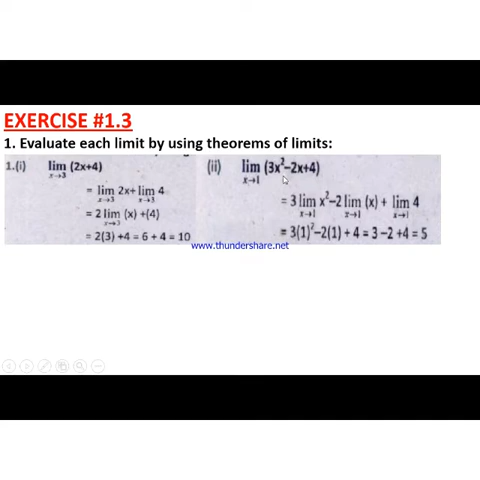 EXERCISE #1.3
1. Evaluate each limit by using theorems of limits:
1.(i) lim x→3 (2x+4)
= lim x→3 2x+ lim x→3 4
= 2 lim x→3 (x) +(4)
= 2(3) +4 = 6 + 4 = 10
(ii) lim x→1 (3x²–2x+4)
= 3 lim x→1 x²–2 lim x→1 (x) + lim x→1 4
= 3(1)²–2(1) + 4 = 3 –2 +4 = 5
www.thundershare.net